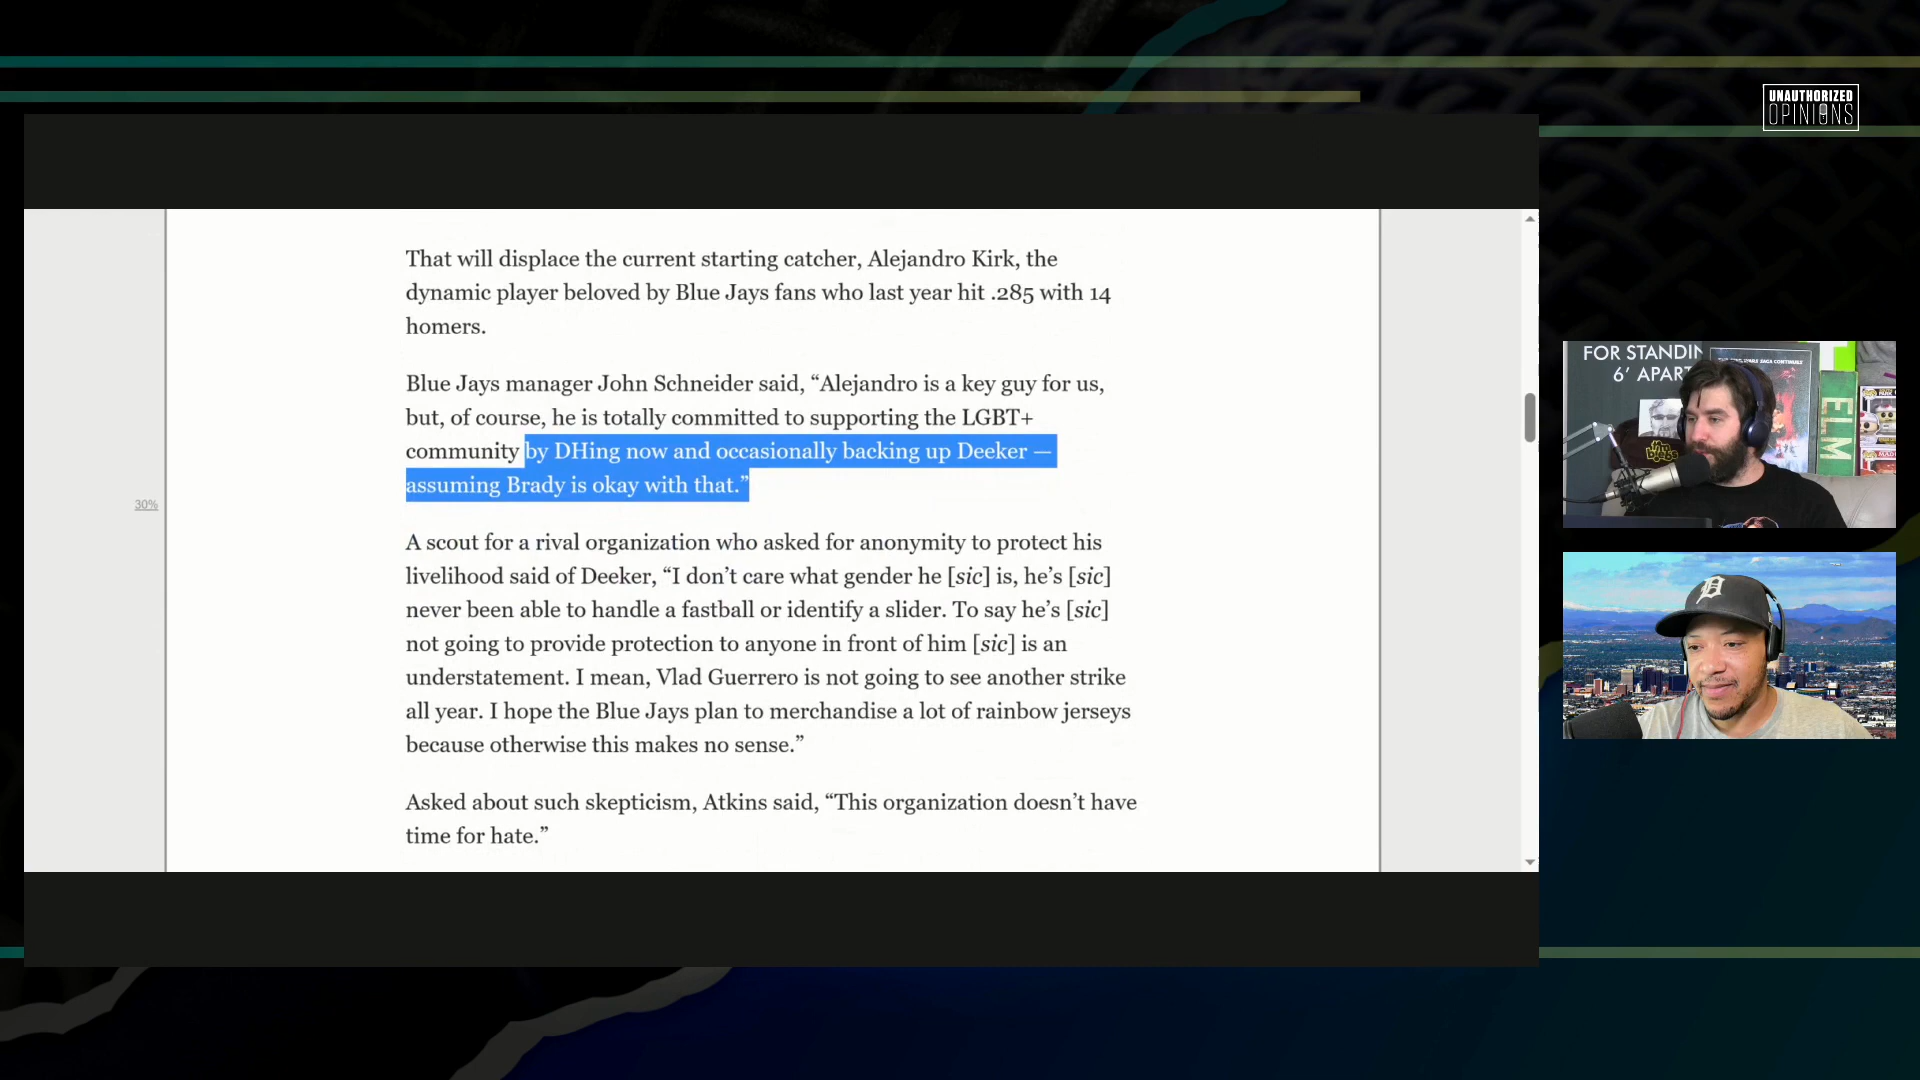 UNAUTHORIZED
OPINIONS
That will displace the current starting catcher, Alejandro Kirk, the
dynamic player beloved by Blue Jays fans who last year hit .285 with 14
homers.
Blue Jays manager John Schneider said, “Alejandro is a key guy for us,
but, of course, he is totally committed to supporting the LGBT+
community by DHing now and occasionally backing up Deeker —
assuming Brady is okay with that.”
30%
A scout for a rival organization who asked for anonymity to protect his
livelihood said of Deeker, “I don’t care what gender he [sic] is, he’s [sic]
never been able to handle a fastball or identify a slider. To say he’s [sic]
not going to provide protection to anyone in front of him [sic] is an
understatement. I mean, Vlad Guerrero is not going to see another strike
all year. I hope the Blue Jays plan to merchandise a lot of rainbow jerseys
because otherwise this makes no sense.”
Asked about such skepticism, Atkins said, “This organization doesn’t have
time for hate.”
FOR STANDIN
6’ APART
SAGA CONTINUES
ELM
D